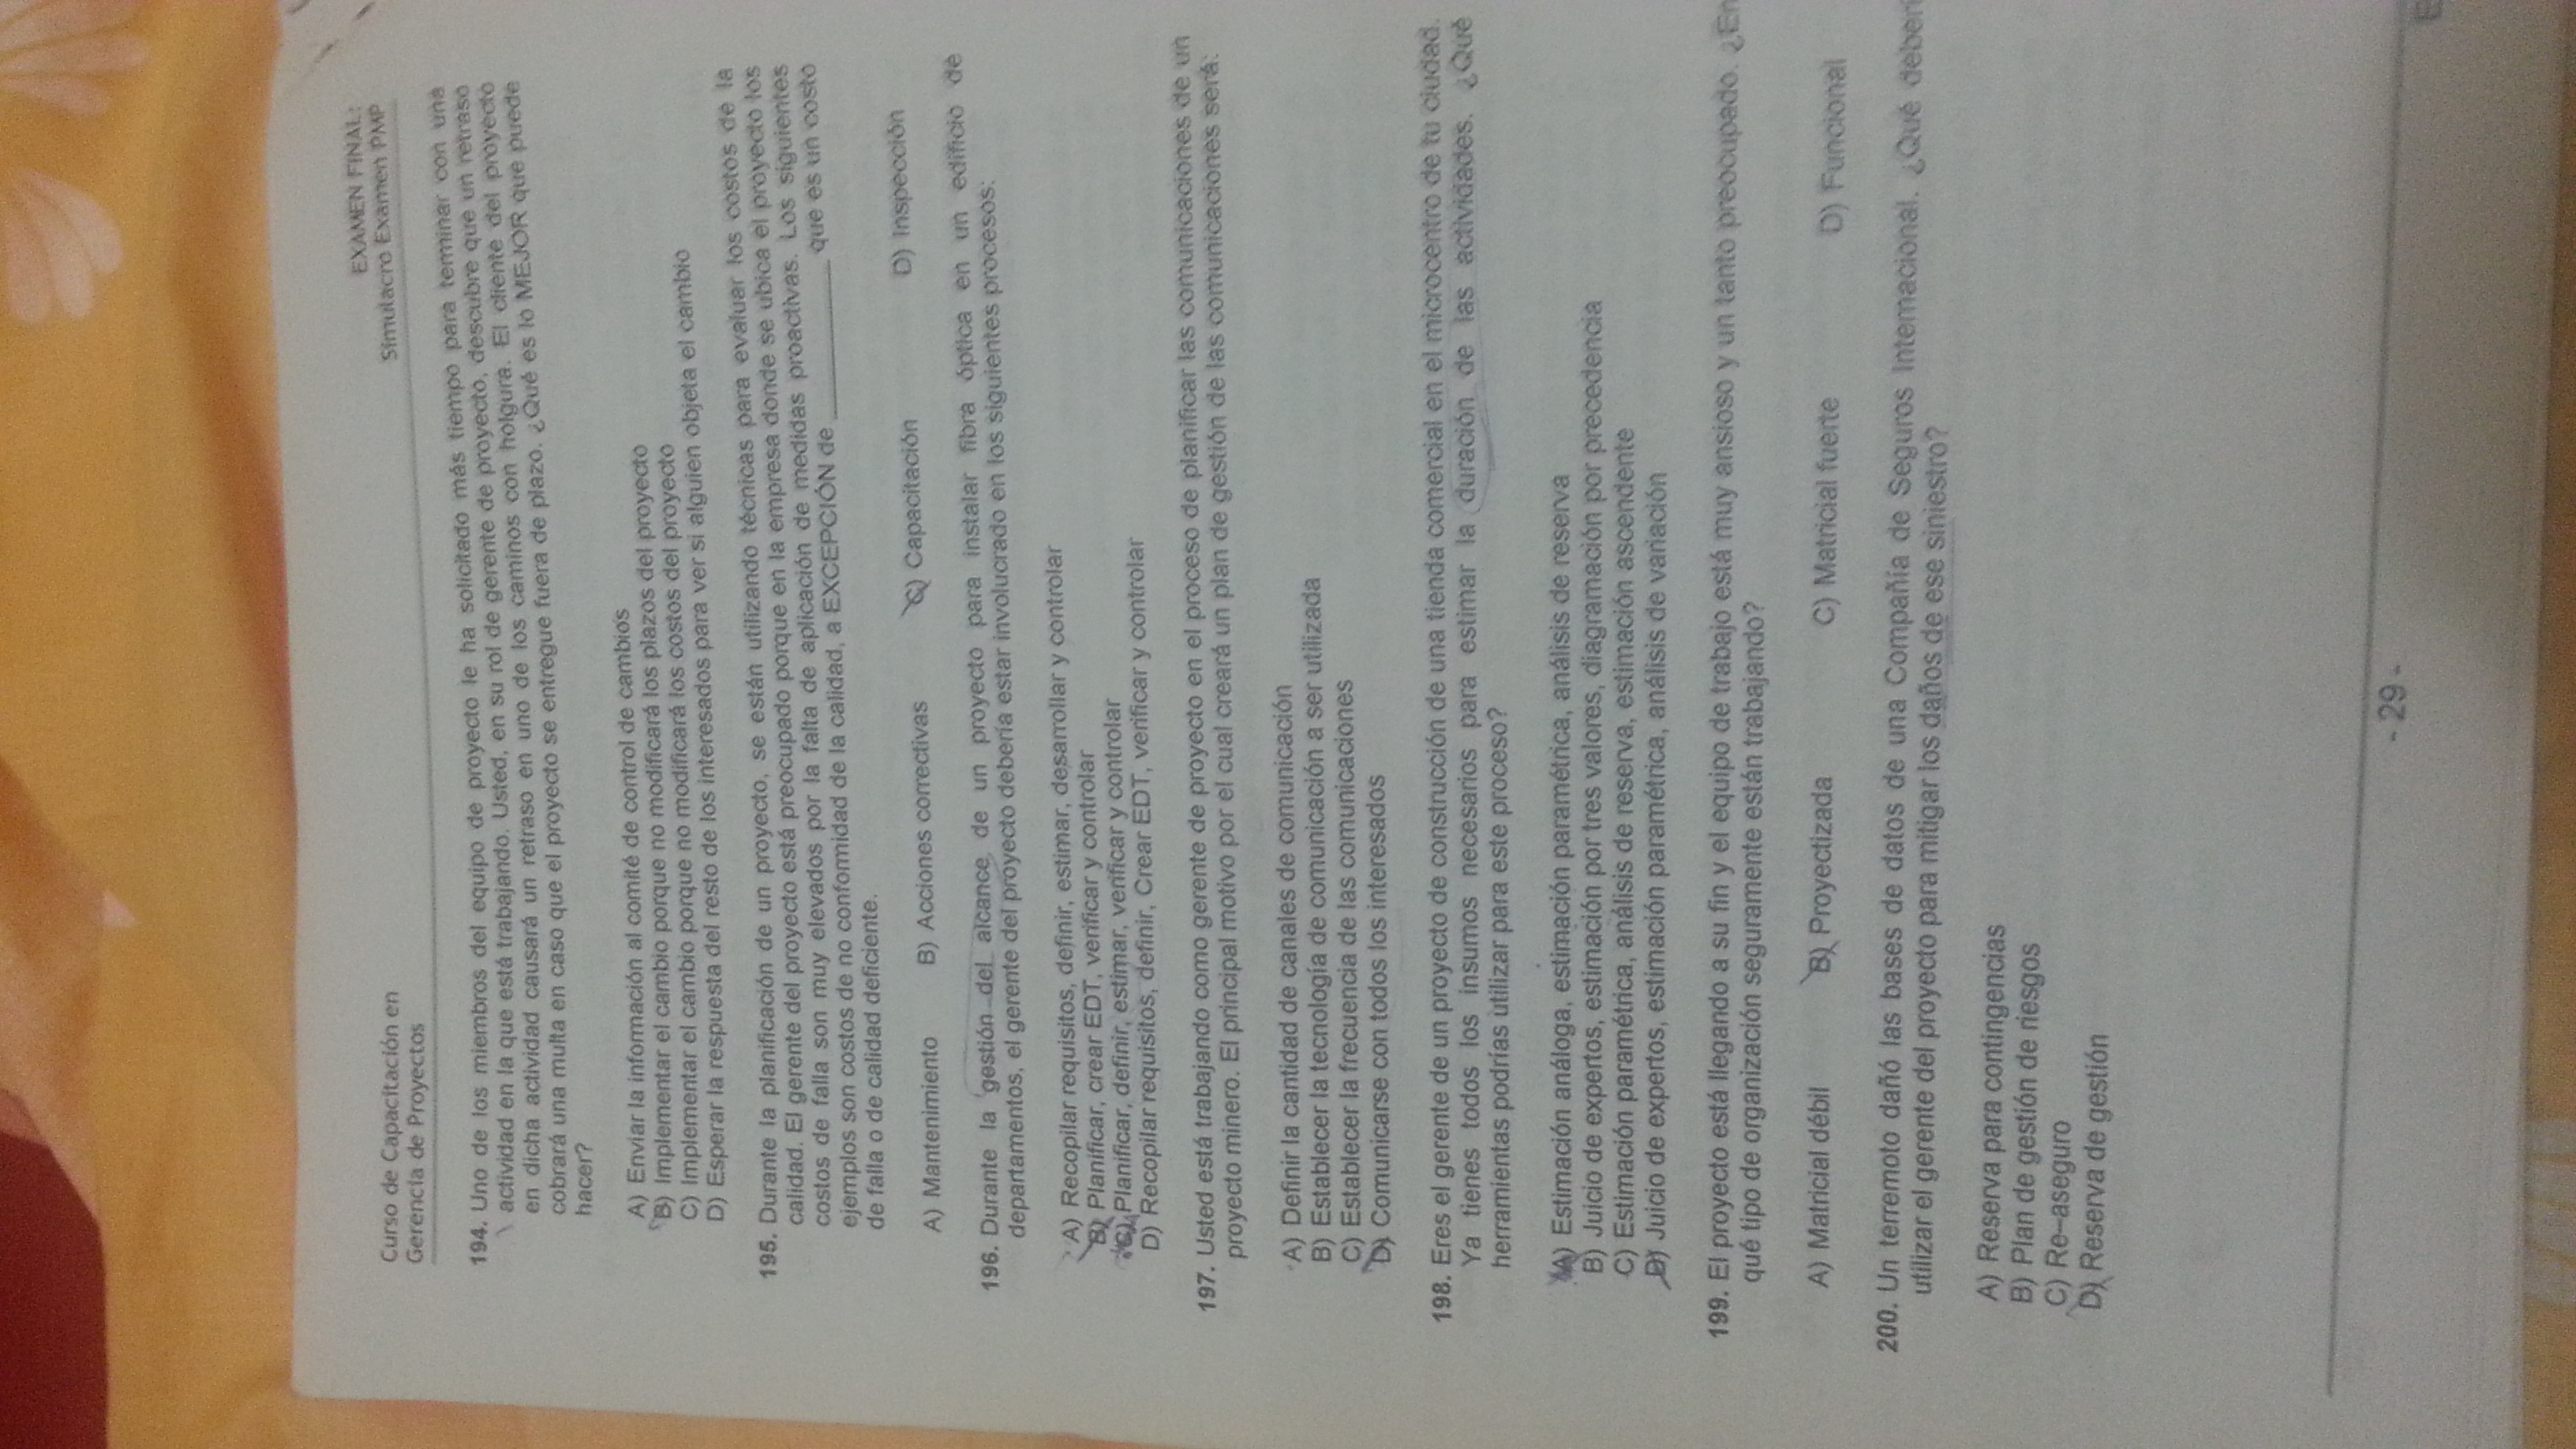 Curso de Capacitación en
Gerencia de Proyectos
EXAMEN FINAL:
Simulacro Examen PMP
194. Uno de los miembros del equipo de proyecto le ha solicitado más tiempo para terminar con una
actividad en la que está trabajando. Usted, en su rol de gerente de proyecto, descubre que un retraso
en dicha actividad causará un retraso en uno de los caminos con holgura. El cliente del proyecto
cobrará una multa en caso que el proyecto se entregue fuera de plazo. ¿Qué es lo MEJOR que puede
hacer?
A) Enviar la información al comité de control de cambios
B) Implementar el cambio porque no modificará los plazos del proyecto
C) Implementar el cambio porque no modificará los costos del proyecto
D) Esperar la respuesta del resto de los interesados para ver si alguien objeta el cambio
195. Durante la planificación de un proyecto, se están utilizando técnicas para evaluar los costos de la
calidad. El gerente del proyecto está preocupado porque en la empresa donde se ubica el proyecto los
costos de falla son muy elevados por la falta de aplicación de medidas proactivas. Los siguientes
ejemplos son costos de no conformidad de la calidad, a EXCEPCIÓN de ____________ que es un costo
de falla o de calidad deficiente.
A) Mantenimiento B) Acciones correctivas C) Capacitación D) Inspección
196. Durante la gestión del alcance de un proyecto para instalar fibra óptica en un edificio de
departamentos, el gerente del proyecto debería estar involucrado en los siguientes procesos:
A) Recopilar requisitos, definir, estimar, desarrollar y controlar
B) Planificar, crear EDT, verificar y controlar
C) Planificar, definir, estimar, verificar y controlar
D) Recopilar requisitos, definir, Crear EDT, verificar y controlar
197. Usted está trabajando como gerente de proyecto en el proceso de planificar las comunicaciones de un
proyecto minero. El principal motivo por el cual creará un plan de gestión de las comunicaciones será:
A) Definir la cantidad de canales de comunicación
B) Establecer la tecnología de comunicación a ser utilizada
C) Establecer la frecuencia de las comunicaciones
D) Comunicarse con todos los interesados
198. Eres el gerente de un proyecto de construcción de una tienda comercial en el microcentro de tu ciudad.
Ya tienes todos los insumos necesarios para estimar la duración de las actividades. ¿Qué
herramientas podrías utilizar para este proceso?
A) Estimación análoga, estimación paramétrica, análisis de reserva
B) Juicio de expertos, estimación por tres valores, diagramación por precedencia
C) Estimación paramétrica, análisis de reserva, estimación ascendente
D) Juicio de expertos, estimación paramétrica, análisis de variación
199. El proyecto está llegando a su fin y el equipo de trabajo está muy ansioso y un tanto preocupado. ¿En
qué tipo de organización seguramente están trabajando?
A) Matricial débil B) Proyectizada C) Matricial fuerte D) Funcional
200. Un terremoto dañó las bases de datos de una Compañía de Seguros Internacional. ¿Qué deberí
utilizar el gerente del proyecto para mitigar los daños de ese siniestro?
A) Reserva para contingencias
B) Plan de gestión de riesgos
C) Re-aseguro
D) Reserva de gestión
- 29 -